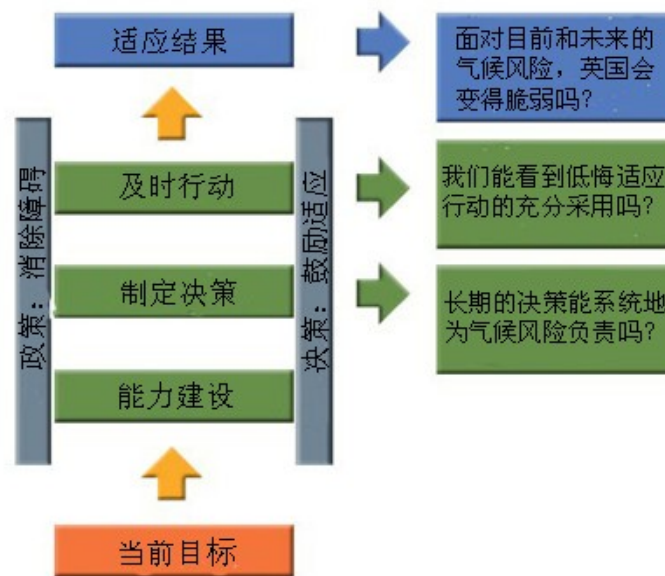 适应结果
面对目前和未来的
气候风险，英国会
变得脆弱吗？
政策：消除障碍
及时行动
决策：鼓励适应
我们能看到低悔适应
行动的充分采用吗？
制定决策
长期的决策能系统地
为气候风险负责吗？
能力建设
当前目标